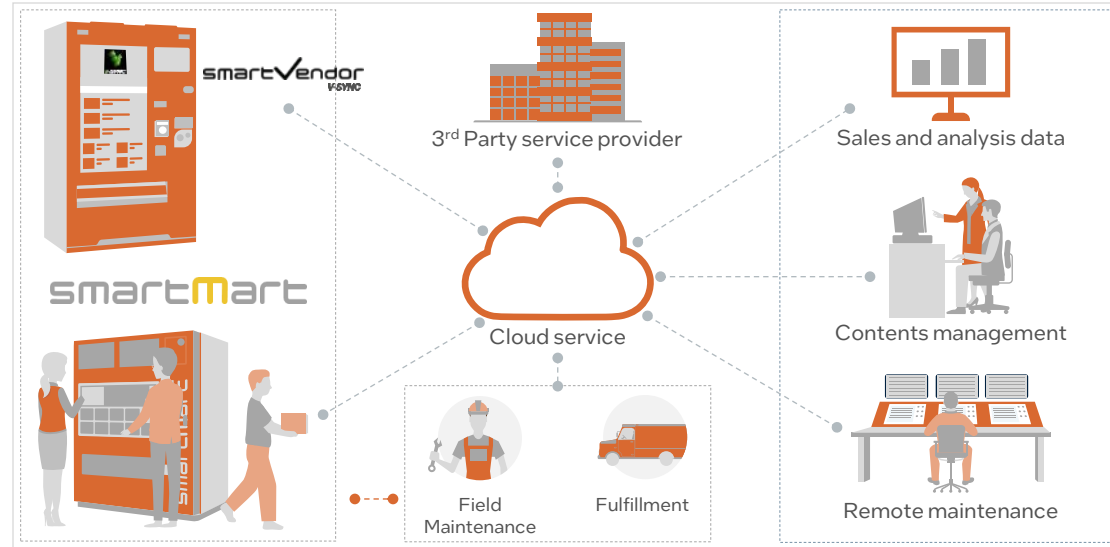 smartVendor
V-SYNC
3rd Party service provider
Sales and analysis data
smartmart
Cloud service
Contents management
smartmart
Field
Maintenance
Fulfillment
Remote maintenance